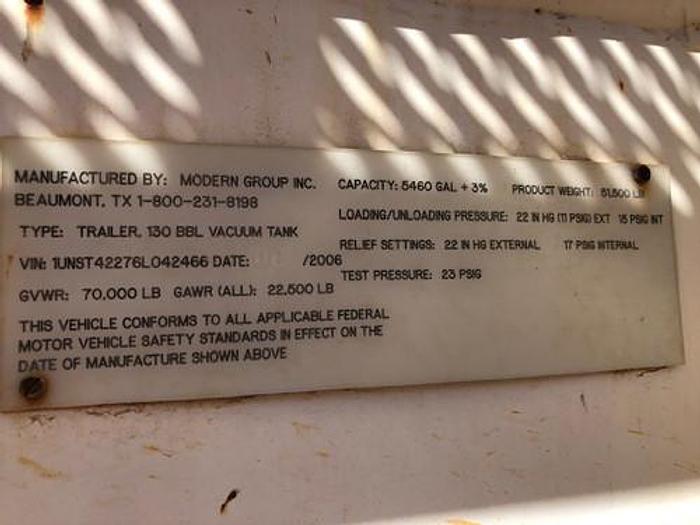 MANUFACTURED BY: MODERN GROUP INC.
BEAUMONT, TX 1-800-231-8198
TYPE: TRAILER, 130 BBL VACUUM TANK
VIN: 1UNST42276L042466 DATE: /2006
GVWR: 70,000 LB GAWR (ALL): 22,500 LB
THIS VEHICLE CONFORMS TO ALL APPLICABLE FEDERAL
MOTOR VEHICLE SAFETY STANDARDS IN EFFECT ON THE
DATE OF MANUFACTURE SHOWN ABOVE
CAPACITY: 5460 GAL + 3% PRODUCT WEIGHT: 51,500 LB
LOADING/UNLOADING PRESSURE: 22 IN HG (11 PSIG) EXT 15 PSIG INT
RELIEF SETTINGS: 22 IN HG EXTERNAL 17 PSIG INTERNAL
TEST PRESSURE: 23 PSIG